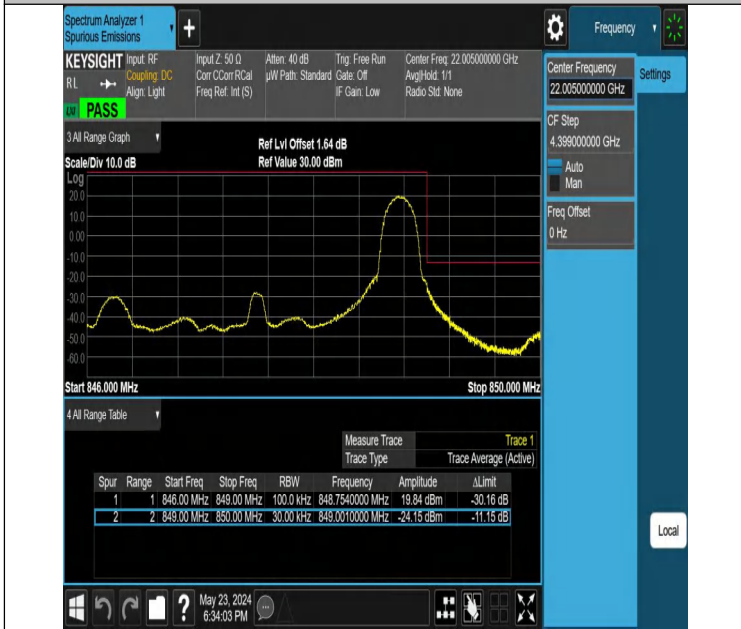 Spectrum Analyzer 1
Spurious Emissions
Frequency
KEYSIGHT
Input: RF
Coupling: DC
Align: Light
Input Z: 50 Ω
Corr CCorr RCal
Freq Ref: Int (S)
Atten: 40 dB
µW Path: Standard
Trig: Free Run
Gate: Off
IF Gain: Low
Center Freq: 22.005000000 GHz
Avg|Hold: 1/1
Radio Std: None
RL
PASS
Center Frequency
22.005000000 GHz
Settings
CF Step
4.399000000 GHz
Auto
Man
Freq Offset
0 Hz
3 All Range Graph
Scale/Div 10.0 dB
Ref Lvl Offset 1.64 dB
Ref Value 30.00 dBm
Log
20.0
10.0
0.00
-10.0
-20.0
-30.0
-40.0
-50.0
-60.0
Start 846.000 MHz Stop 850.000 MHz
4 All Range Table
Measure Trace Trace 1
Trace Type Trace Average (Active)
Spur Range Start Freq Stop Freq RBW Frequency Amplitude ΔLimit
1 1 846.00 MHz 849.00 MHz 100.0 kHz 848.7540000 MHz 19.84 dBm -30.16 dB
2 2 849.00 MHz 850.00 MHz 30.00 kHz 849.0010000 MHz -24.15 dBm -11.15 dB
Local
?
May 23, 2024
6:34:03 PM